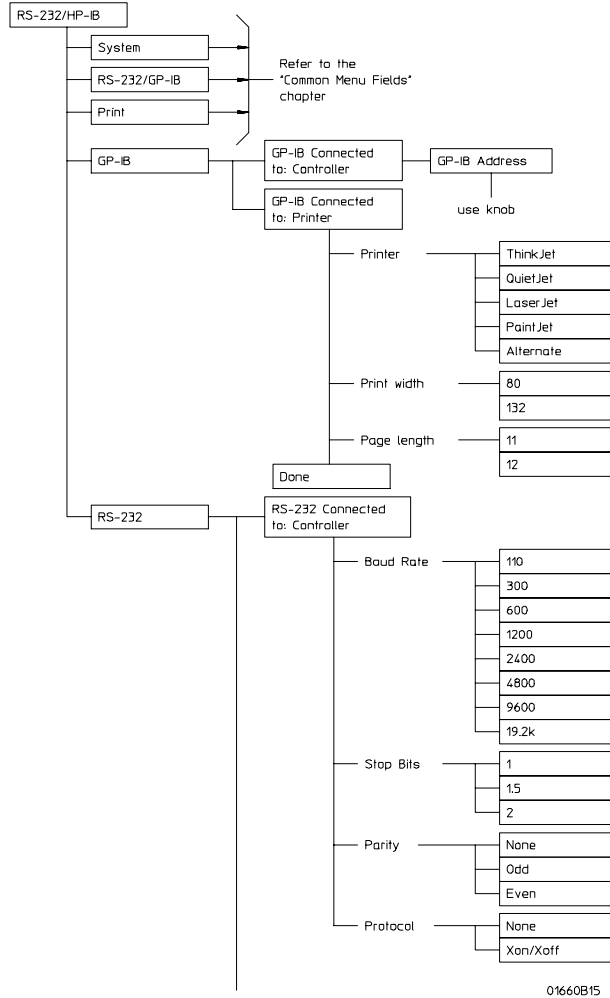 RS-232/HP-IB
System
RS-232/GP-IB
Print
Refer to the
"Common Menu Fields"
chapter
GP-IB
GP-IB Connected
to: Controller
GP-IB Address
use knob
GP-IB Connected
to: Printer
Printer
ThinkJet
QuietJet
LaserJet
PaintJet
Alternate
Print width
80
132
Page length
11
12
Done
RS-232
RS-232 Connected
to: Controller
Baud Rate
110
300
600
1200
2400
4800
9600
19.2k
Stop Bits
1
1.5
2
Parity
None
Odd
Even
Protocol
None
Xon/Xoff
01660B15